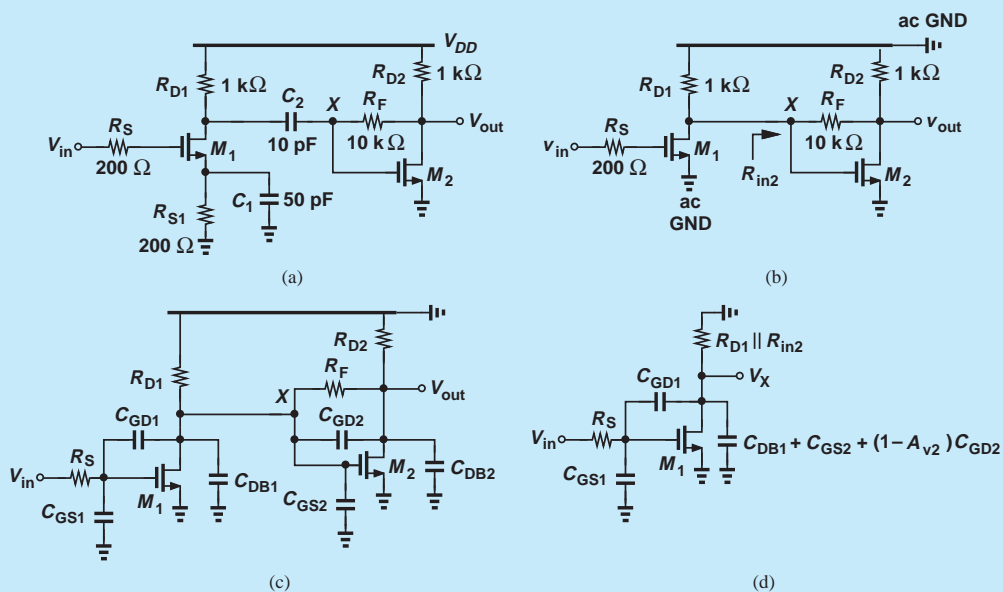 V_DD
R_D1
1 kΩ
R_D2
1 kΩ
C_2
10 pF
X
R_F
10 kΩ
V_out
V_in
R_S
200 Ω
M_1
M_2
R_S1
200 Ω
C_1
50 pF
(a)
ac GND
R_D1
1 kΩ
R_D2
1 kΩ
X
R_F
10 kΩ
v_out
v_in
R_S
200 Ω
M_1
R_in2
M_2
ac
GND
(b)
R_D2
R_D1
R_F
X
V_out
C_GD1
C_GD2
V_in
R_S
M_1
C_DB1
M_2
C_DB2
C_GS1
C_GS2
(c)
R_D1 || R_in2
V_X
C_GD1
V_in
R_S
M_1
C_DB1 + C_GS2 + (1 − A_v2) C_GD2
C_GS1
(d)